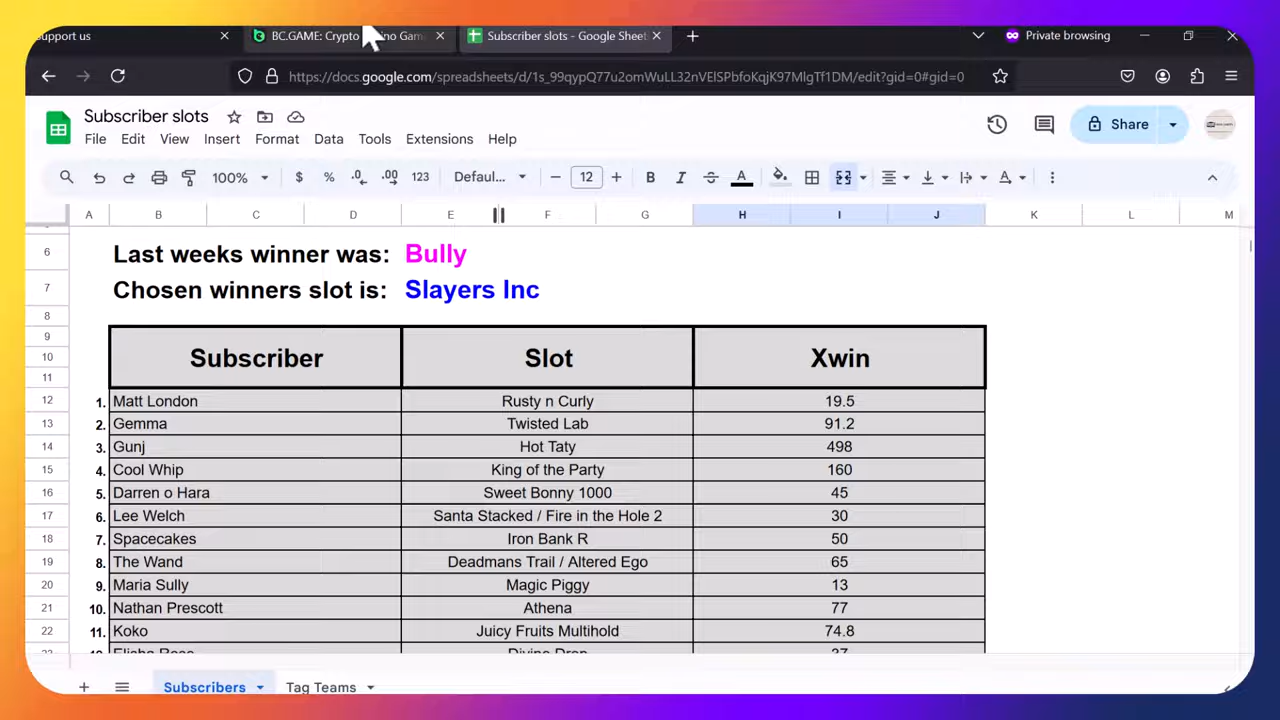 upport us
BC.GAME: Crypto ino Gam
Subscriber slots - Google Sheet
Private browsing
https://docs.google.com/spreadsheets/d/1s_99qypQ77u2omWuLL32nVElSPbfoKqjK97MlgTf1DM/edit?gid=0#gid=0
Subscriber slots
Share
File Edit View Insert Format Data Tools Extensions Help
100% $ % .0 .00 123 Defaul... 12 B I S A A
A B C D E F G H I J K L M
6 Last weeks winner was: Bully
7 Chosen winners slot is: Slayers Inc
8
9
10 Subscriber Slot Xwin
11
12 1. Matt London Rusty n Curly 19.5
13 2. Gemma Twisted Lab 91.2
14 3. Gunj Hot Taty 498
15 4. Cool Whip King of the Party 160
16 5. Darren o Hara Sweet Bonny 1000 45
17 6. Lee Welch Santa Stacked / Fire in the Hole 2 30
18 7. Spacecakes Iron Bank R 50
19 8. The Wand Deadmans Trail / Altered Ego 65
20 9. Maria Sully Magic Piggy 13
21 10. Nathan Prescott Athena 77
22 11. Koko Juicy Fruits Multihold 74.8
Divine Drop 37
Subscribers Tag Teams